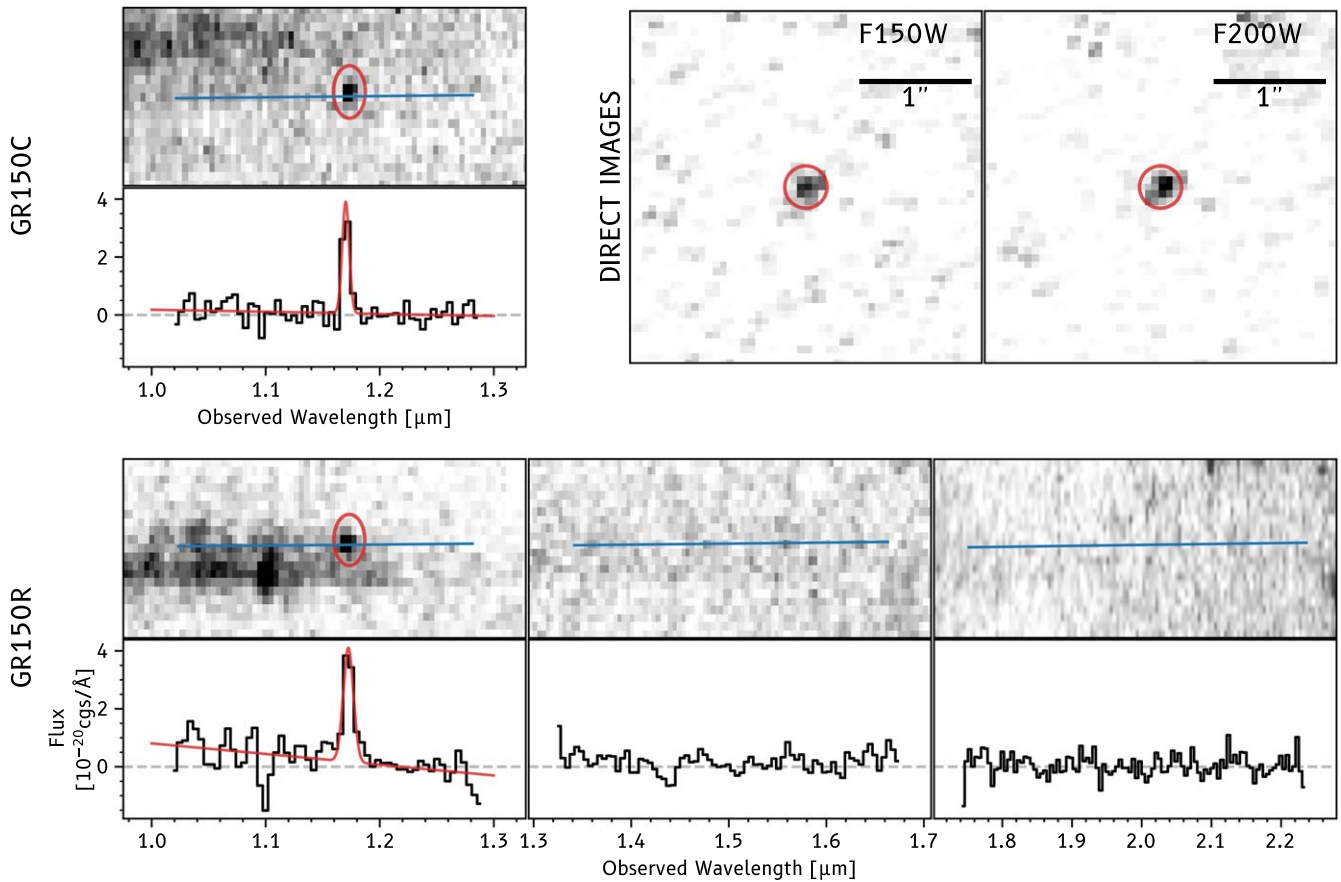 GR150C
4
2
0
1.0 1.1 1.2 1.3
Observed Wavelength [μm]
DIRECT IMAGES
F150W
1”
F200W
1”
GR150R
Flux
[10⁻²⁰cgs/Å]
4
2
0
1.0 1.1 1.2 1.3 1.3 1.4 1.5 1.6 1.7 1.8 1.9 2.0 2.1 2.2
Observed Wavelength [μm]